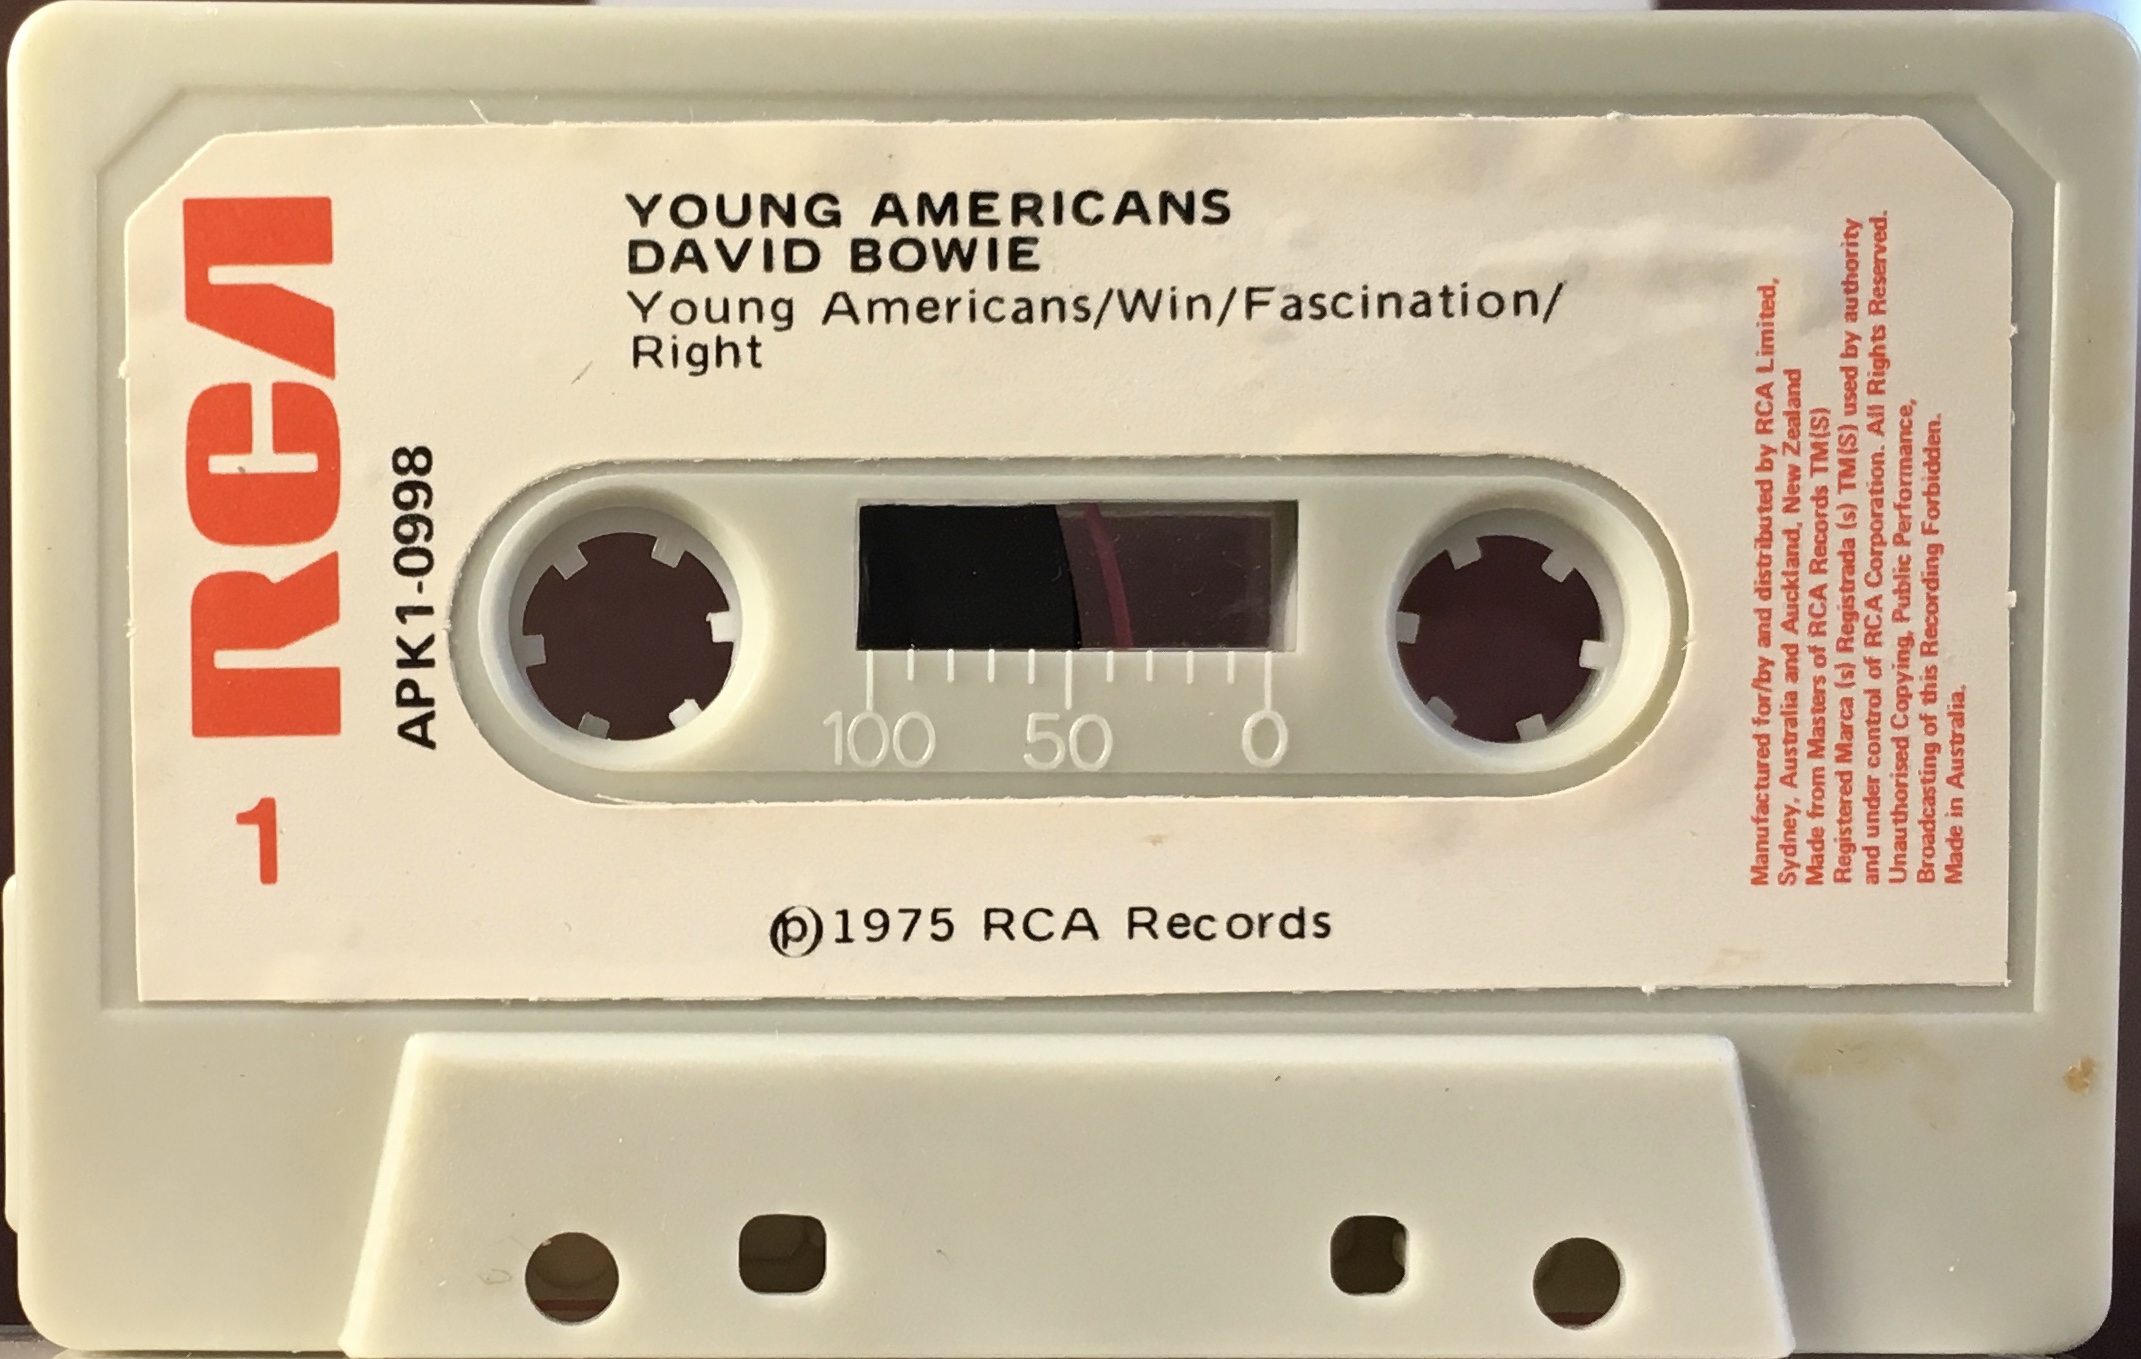 RCA
1
APK1-0998
YOUNG AMERICANS
DAVID BOWIE
Young Americans/Win/Fascination/
Right
100 50 0
℗1975 RCA Records
Manufactured for/by and distributed by RCA Limited,
Sydney, Australia and Auckland, New Zealand
Made from Masters of RCA Records TM(S)
Registered Marca (s) Registrada (s) TM(S) used by authority
and under control of RCA Corporation. All Rights Reserved.
Unauthorised Copying, Public Performance,
Broadcasting of this Recording Forbidden.
Made in Australia.